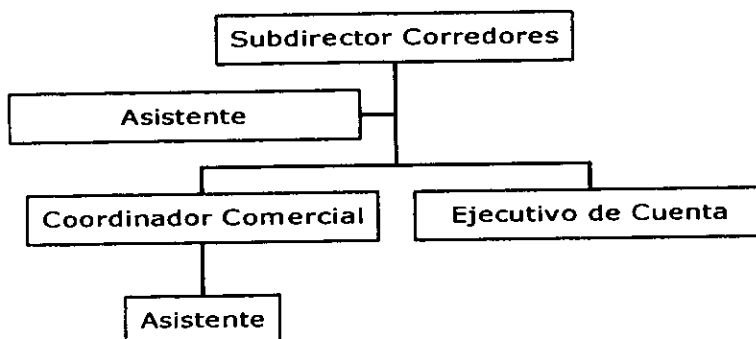 Subdirector Corredores
Asistente
Coordinador Comercial
Ejecutivo de Cuenta
Asistente